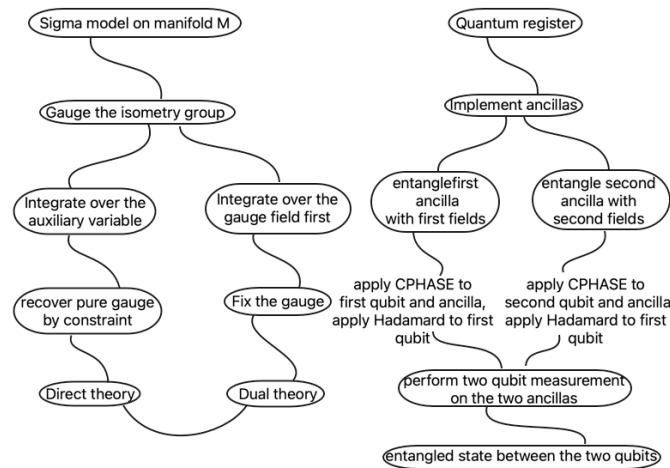 Sigma model on manifold M
Gauge the isometry group
Integrate over the
auxiliary variable
Integrate over the
gauge field first
recover pure gauge
by constraint
Fix the gauge
Direct theory
Dual theory
Quantum register
Implement ancillas
entanglefirst
ancilla
with first fields
entangle second
ancilla with
second fields
apply CPHASE to
first qubit and ancilla,
apply Hadamard to first
qubit
apply CPHASE to
second qubit and ancilla
apply Hadamard to first
qubit
perform two qubit measurement
on the two ancillas
entangled state between the two qubits